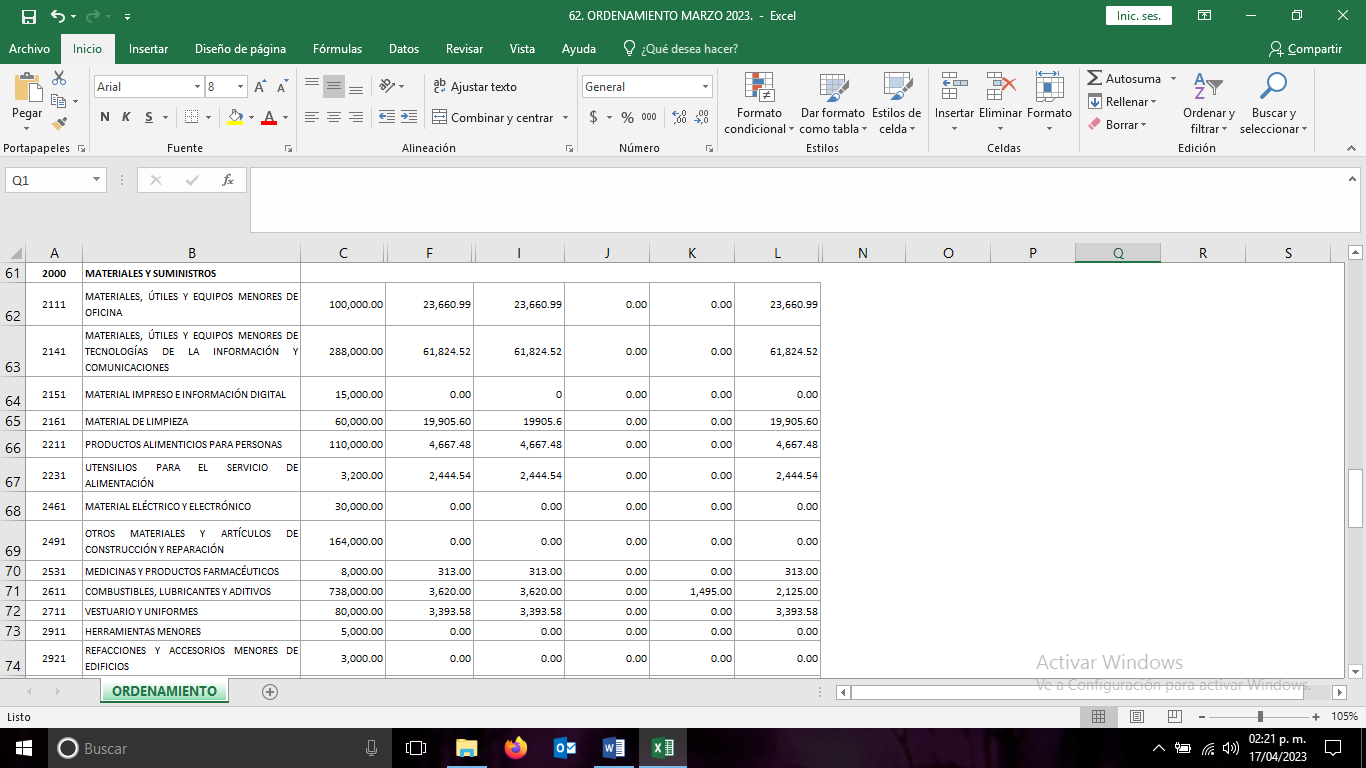 62. ORDENAMIENTO MARZO 2023. - Excel
Inic. ses.
Archivo Inicio Insertar Diseño de página Fórmulas Datos Revisar Vista Ayuda ¿Qué desea hacer? Compartir
Pegar
Arial 8
N K S
Ajustar texto
Combinar y centrar
General
$ % 000
Formato condicional
Dar formato como tabla
Estilos de celda
Insertar Eliminar Formato
Autosuma
Rellenar
Borrar
Ordenar y filtrar
Buscar y seleccionar
Portapapeles Fuente Alineación Número Estilos Celdas Edición
Q1 fx
A B C F I J K L N O P Q R S
61 2000 MATERIALES Y SUMINISTROS
62 2111 MATERIALES, ÚTILES Y EQUIPOS MENORES DE OFICINA 100,000.00 23,660.99 23,660.99 0.00 0.00 23,660.99
63 2141 MATERIALES, ÚTILES Y EQUIPOS MENORES DE TECNOLOGÍAS DE LA INFORMACIÓN Y COMUNICACIONES 288,000.00 61,824.52 61,824.52 0.00 0.00 61,824.52
64 2151 MATERIAL IMPRESO E INFORMACIÓN DIGITAL 15,000.00 0.00 0 0.00 0.00 0.00
65 2161 MATERIAL DE LIMPIEZA 60,000.00 19,905.60 19905.6 0.00 0.00 19,905.60
66 2211 PRODUCTOS ALIMENTICIOS PARA PERSONAS 110,000.00 4,667.48 4,667.48 0.00 0.00 4,667.48
67 2231 UTENSILIOS PARA EL SERVICIO DE ALIMENTACIÓN 3,200.00 2,444.54 2,444.54 0.00 0.00 2,444.54
68 2461 MATERIAL ELÉCTRICO Y ELECTRÓNICO 30,000.00 0.00 0.00 0.00 0.00 0.00
69 2491 OTROS MATERIALES Y ARTÍCULOS DE CONSTRUCCIÓN Y REPARACIÓN 164,000.00 0.00 0.00 0.00 0.00 0.00
70 2531 MEDICINAS Y PRODUCTOS FARMACÉUTICOS 8,000.00 313.00 313.00 0.00 0.00 313.00
71 2611 COMBUSTIBLES, LUBRICANTES Y ADITIVOS 738,000.00 3,620.00 3,620.00 0.00 1,495.00 2,125.00
72 2711 VESTUARIO Y UNIFORMES 80,000.00 3,393.58 3,393.58 0.00 0.00 3,393.58
73 2911 HERRAMIENTAS MENORES 5,000.00 0.00 0.00 0.00 0.00 0.00
74 2921 REFACCIONES Y ACCESORIOS MENORES DE EDIFICIOS 3,000.00 0.00 0.00 0.00 0.00 0.00
Activar Windows
Ve a Configuración para activar Windows.
ORDENAMIENTO
Listo
105%
Buscar
02:21 p. m.
17/04/2023